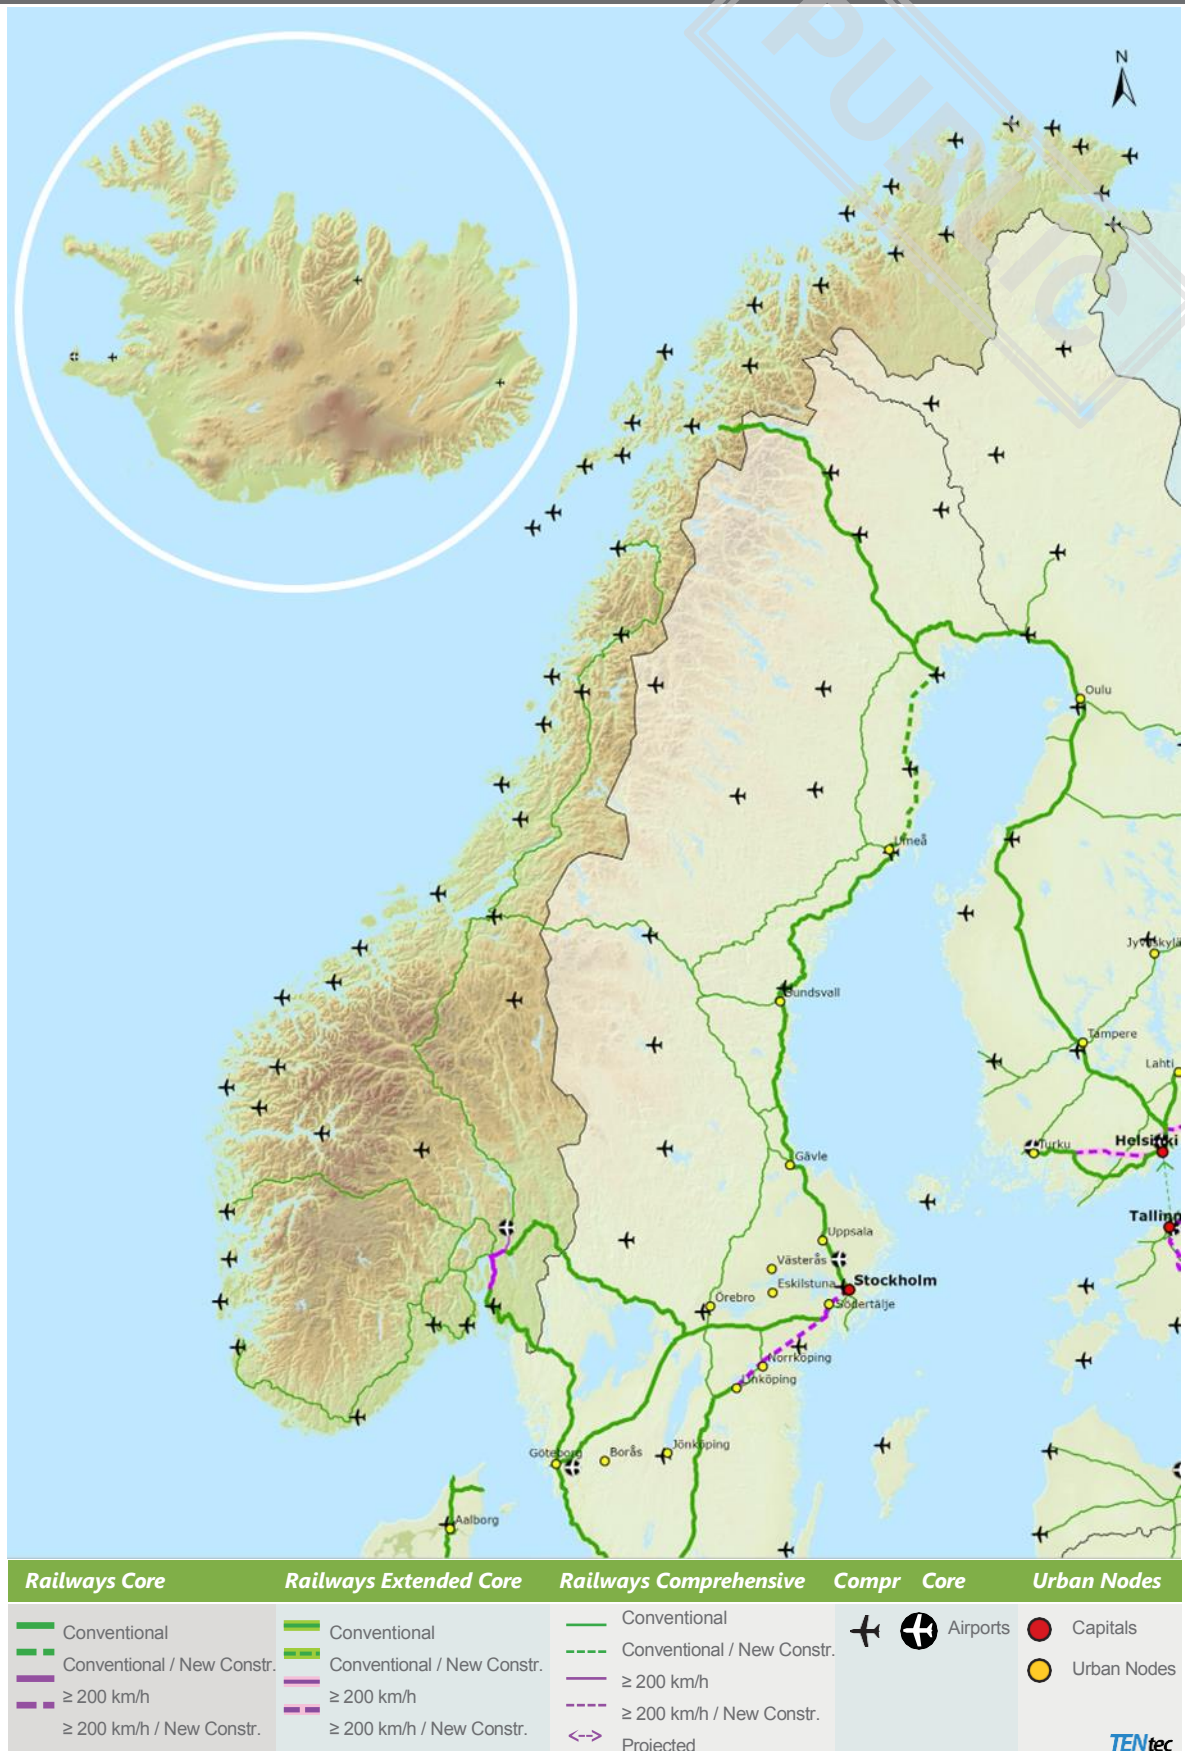 PUBLIC
N
Oulu
Umeå
Jyväskylä
Sundsvall
Tampere
Lahti
Turku
Helsinki
Gävle
Tallinn
Uppsala
Västerås
Eskilstuna
Stockholm
Örebro
Södertälje
Norrköping
Linköping
Göteborg
Borås
Jönköping
Aalborg
Railways Core
Railways Extended Core
Railways Comprehensive
Compr
Core
Urban Nodes
Conventional
Conventional / New Constr.
≥ 200 km/h
≥ 200 km/h / New Constr.
Conventional
Conventional / New Constr.
≥ 200 km/h
≥ 200 km/h / New Constr.
Conventional
Conventional / New Constr.
≥ 200 km/h
≥ 200 km/h / New Constr.
Projected
Airports
Capitals
Urban Nodes
TENtec